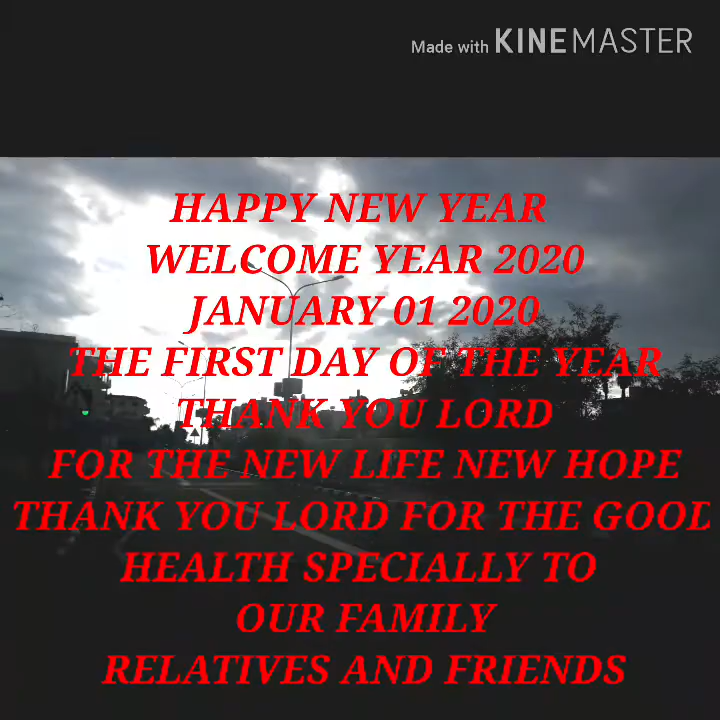 Made with KINEMASTER
HAPPY NEW YEAR
WELCOME YEAR 2020
JANUARY 01 2020
THE FIRST DAY OF THE YEAR
THANK YOU LORD
FOR THE NEW LIFE NEW HOPE
THANK YOU LORD FOR THE GOOL
HEALTH SPECIALLY TO
OUR FAMILY
RELATIVES AND FRIENDS